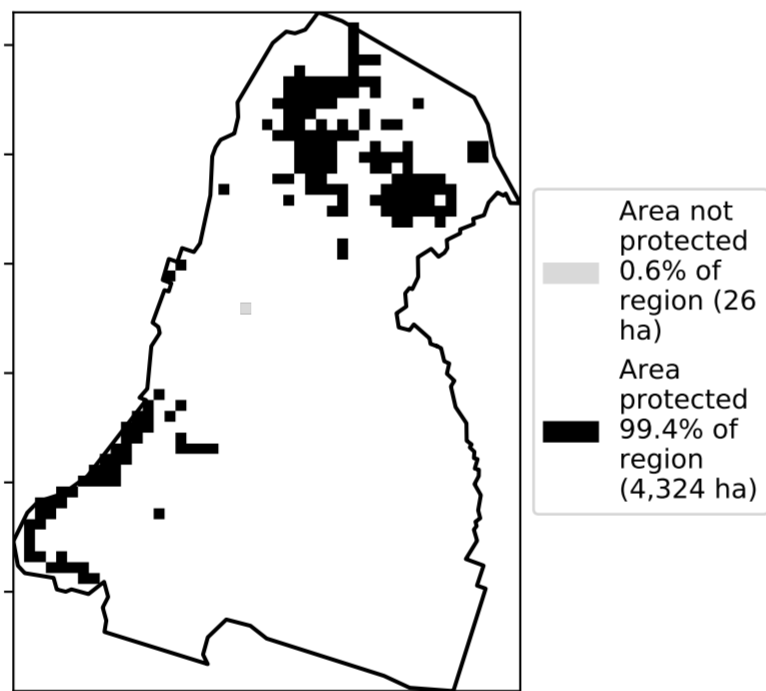 Area not
protected
0.6% of
region (26
ha)
Area
protected
99.4% of
region
(4,324 ha)